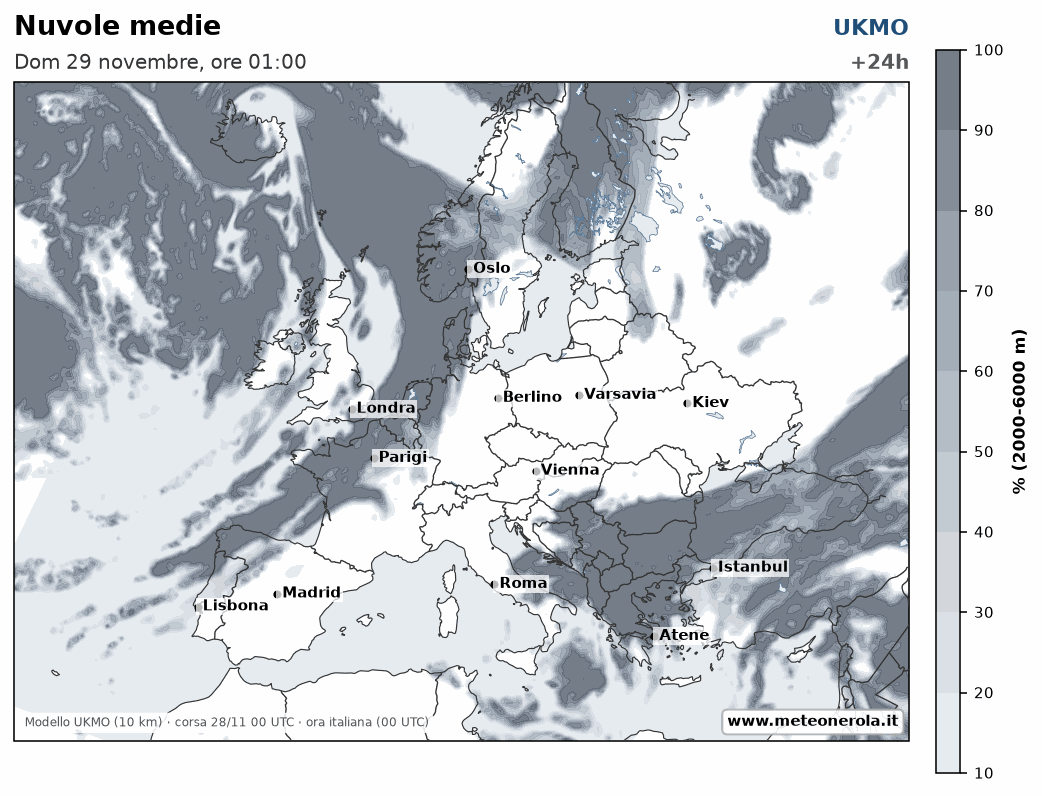 Nuvole medie
UKMO
Dom 29 novembre, ore 01:00
+24h
100
90
80
70
60
50
40
30
20
10
% (2000-6000 m)
Oslo
Berlino
Varsavia
Kiev
Londra
Parigi
Vienna
Istanbul
Roma
Madrid
Lisbona
Atene
Modello UKMO (10 km) · corsa 28/11 00 UTC · ora italiana (00 UTC)
www.meteonerola.it